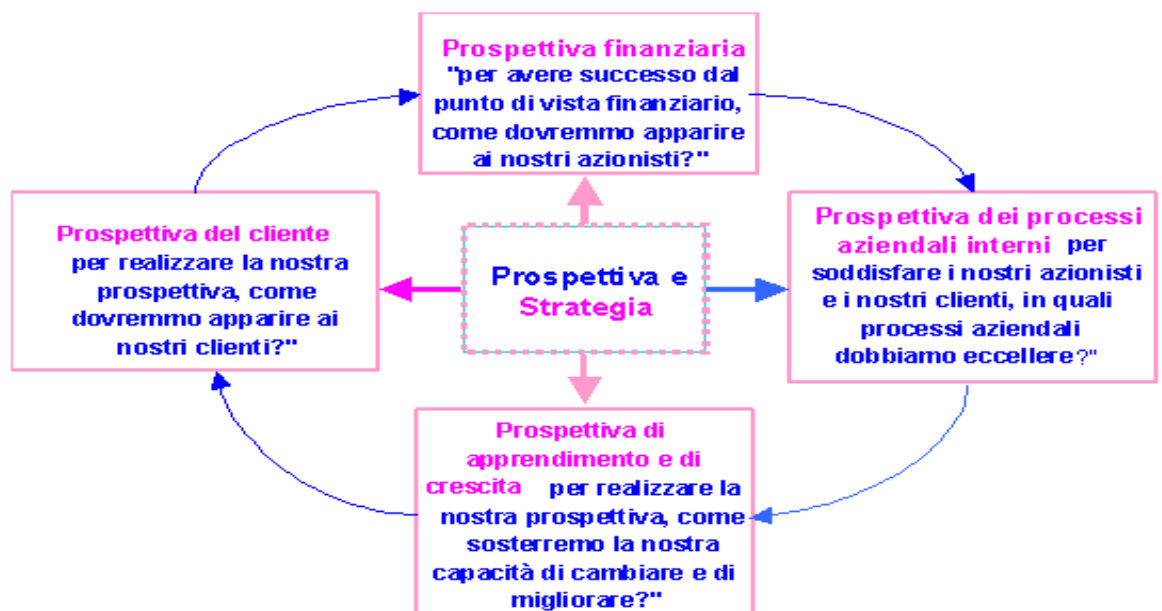 Prospettiva finanziaria
"per avere successo dal
punto di vista finanziario,
come dovremmo apparire
ai nostri azionisti?"
Prospettiva del cliente
per realizzare la nostra
prospettiva, come
dovremmo apparire ai
nostri clienti?"
Prospettiva e
Strategia
Prospettiva dei processi
aziendali interni per
soddisfare i nostri azionisti
e i nostri clienti, in quali
processi aziendali
dobbiamo eccellere?"
Prospettiva di
apprendimento e di
crescita per realizzare la
nostra prospettiva, come
sosterremo la nostra
capacità di cambiare e di
migliorare?"